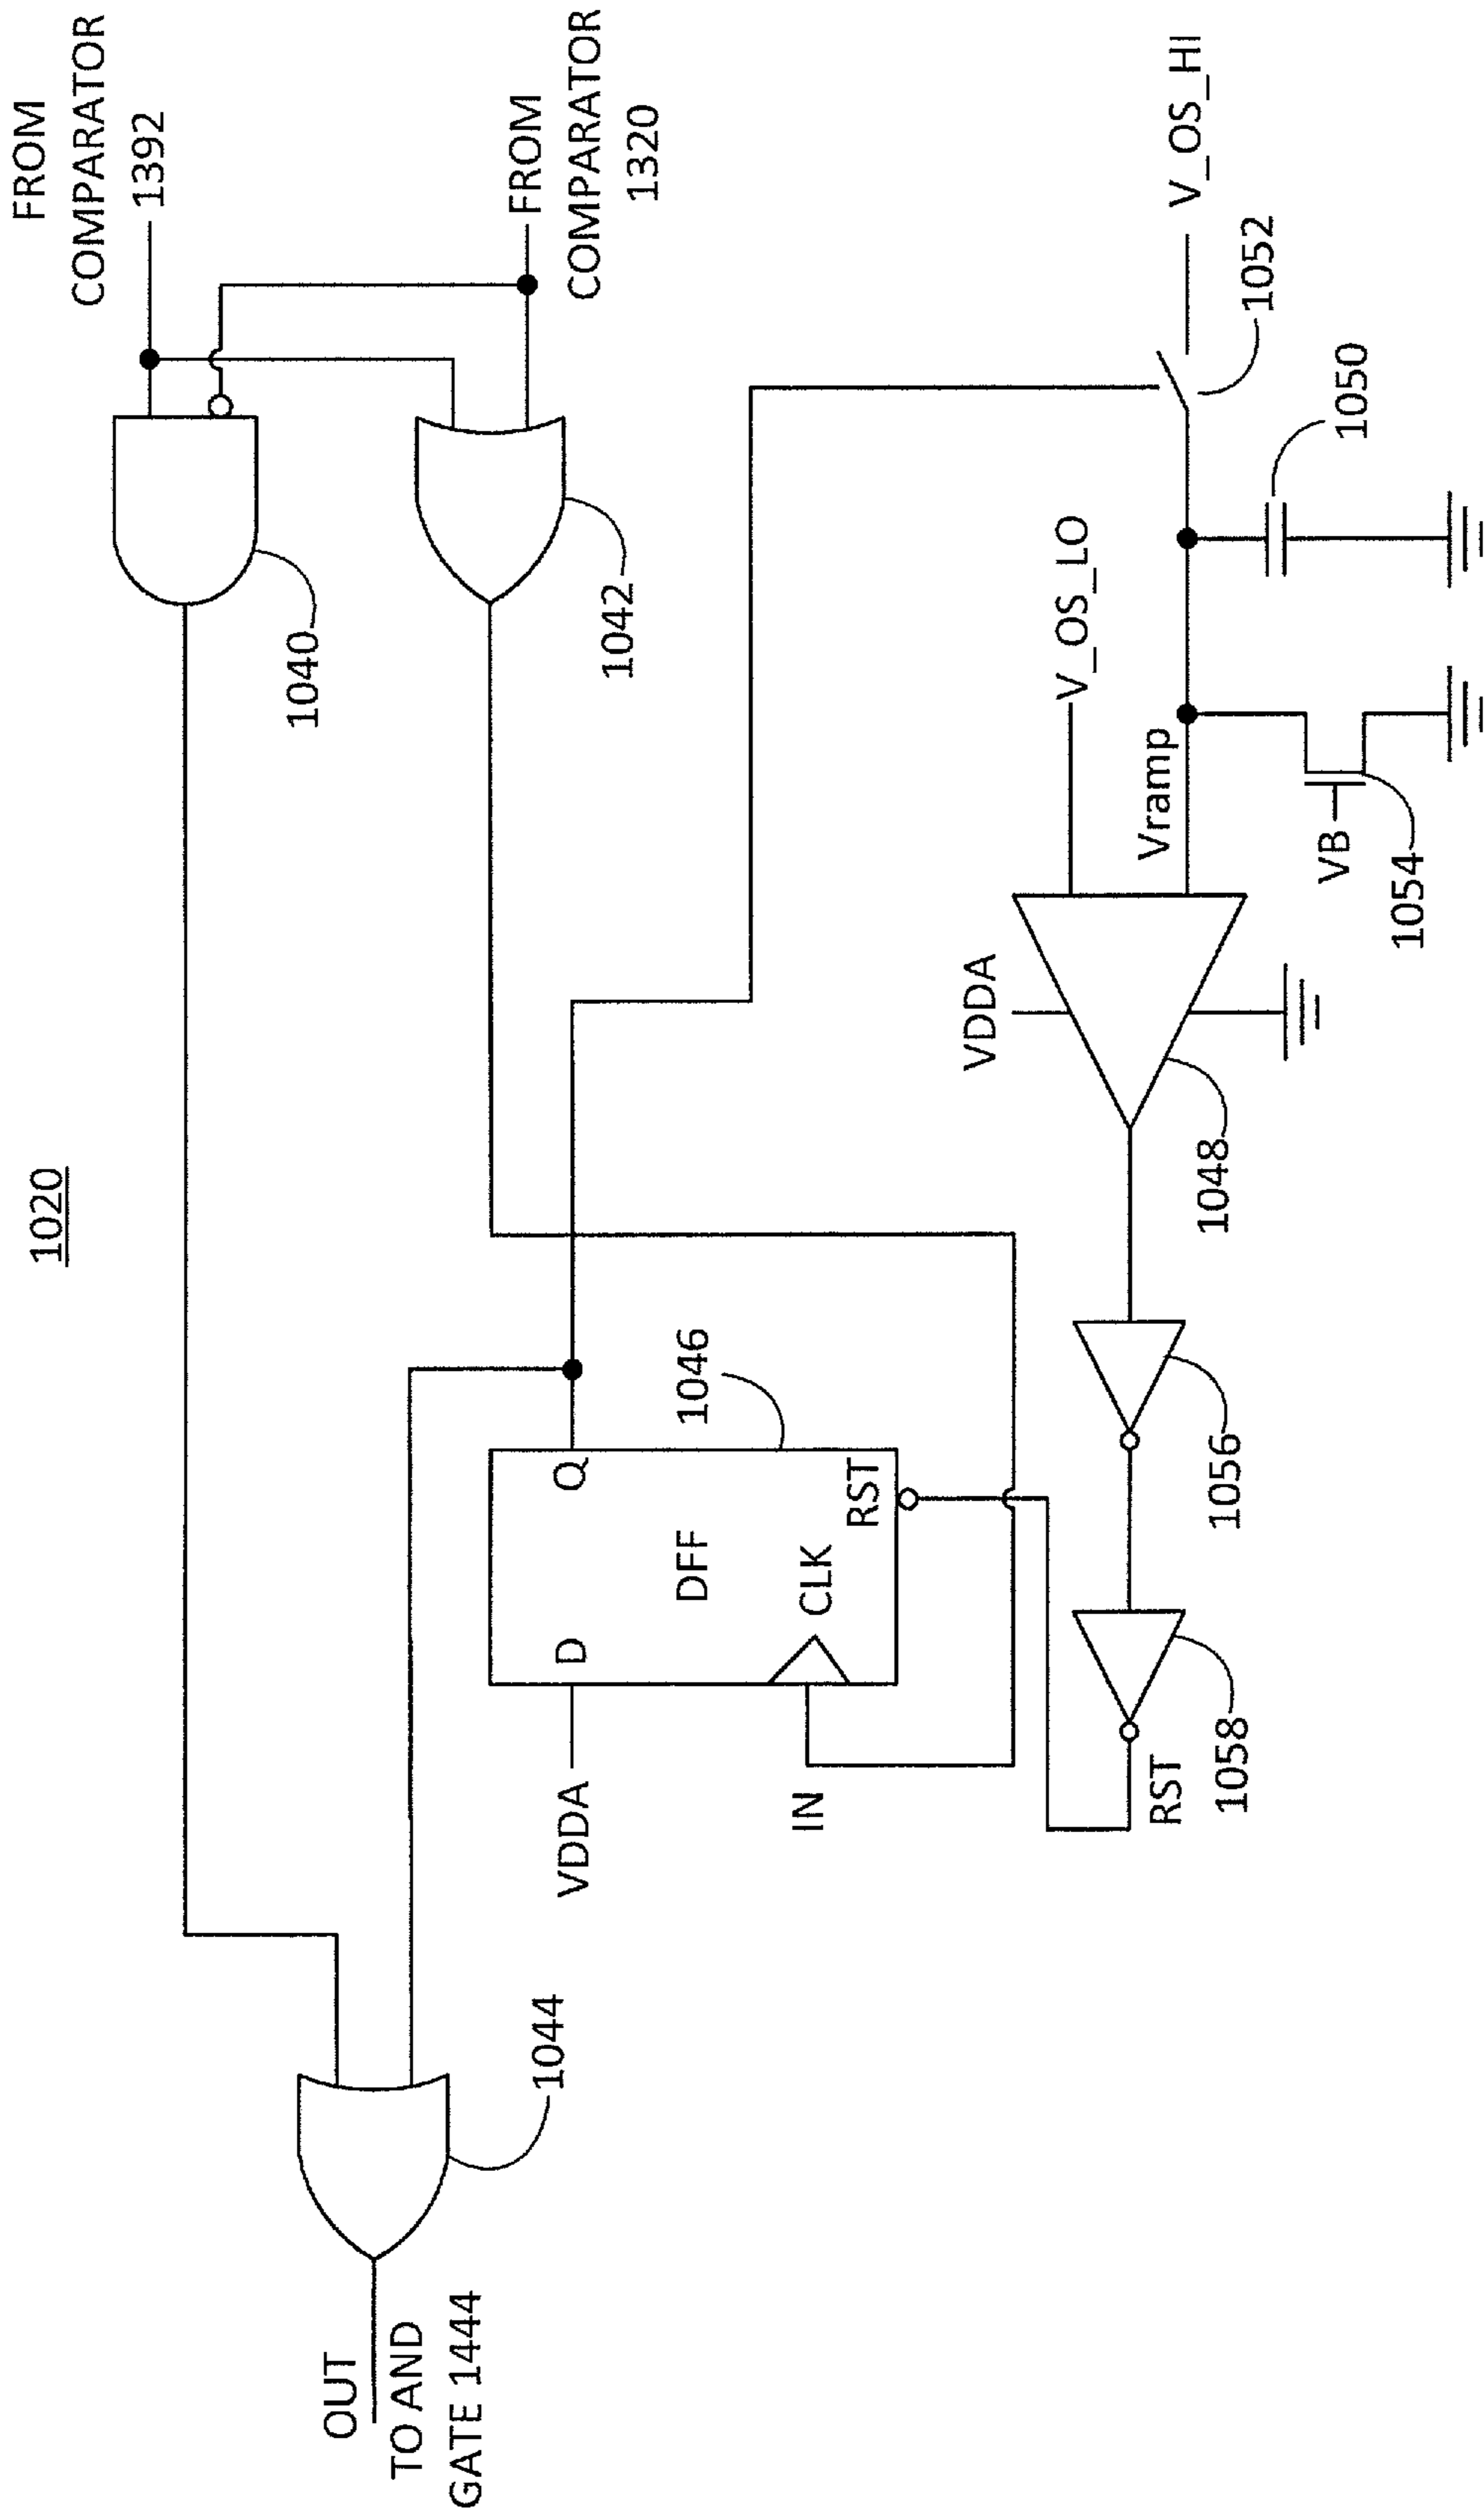 1020
FROM
COMPARATOR
1392
FROM
COMPARATOR
1320
1040
1042
1044
OUT
TO AND
GATE 1444
VDDA
D
Q
DFF
1046
CLK
RST
IN
VDDA
V_OS_LO
V_OS_HI
Vramp
1052
1050
VB
1054
1048
1056
1058
RST